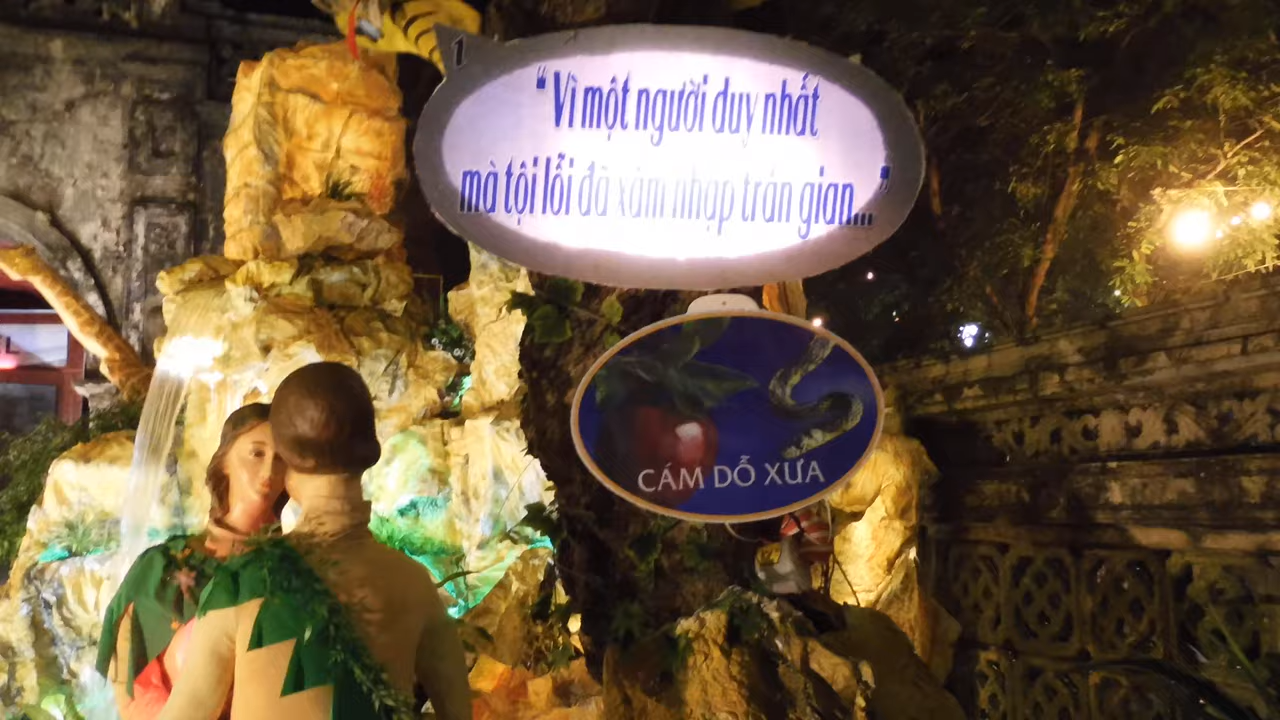 1
“Vì một người duy nhất
mà tội lỗi đã xâm nhập trần gian...”
CÁM DỖ XƯA